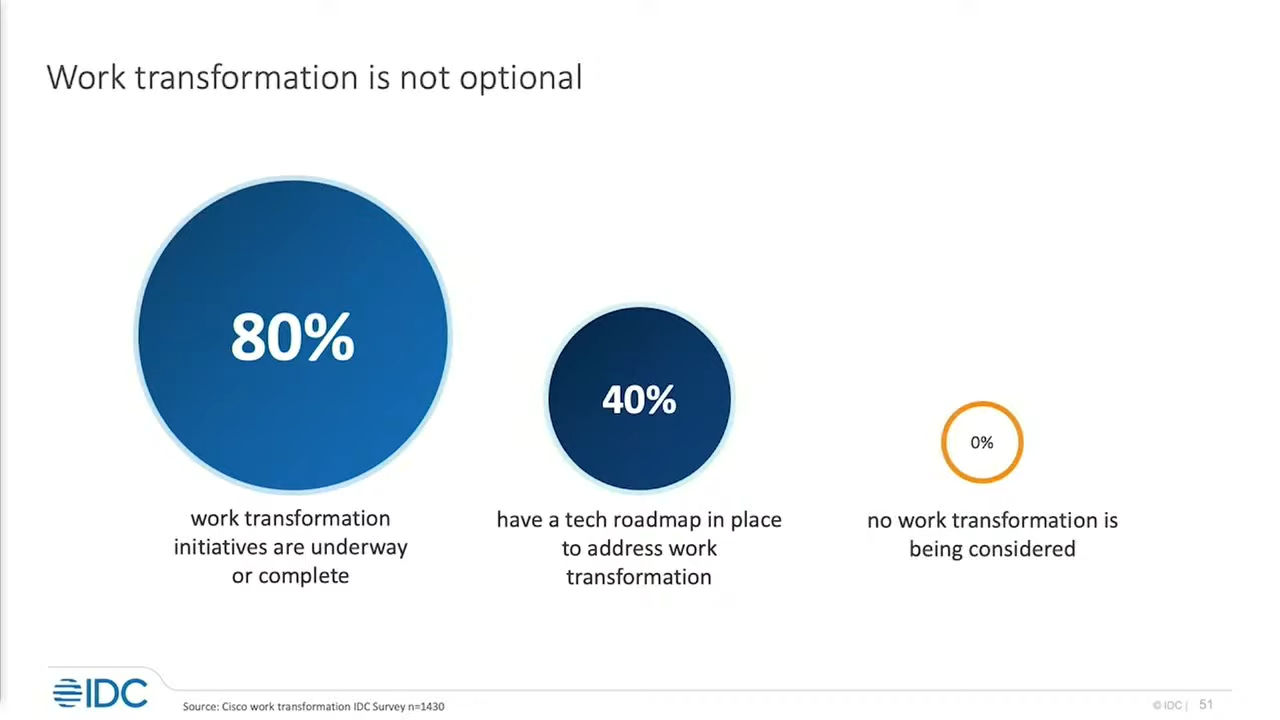 Work transformation is not optional
80%
work transformation
initiatives are underway
or complete
40%
have a tech roadmap in place
to address work
transformation
0%
no work transformation is
being considered
IDC
Source: Cisco work transformation IDC Survey n=1430
© IDC | 51